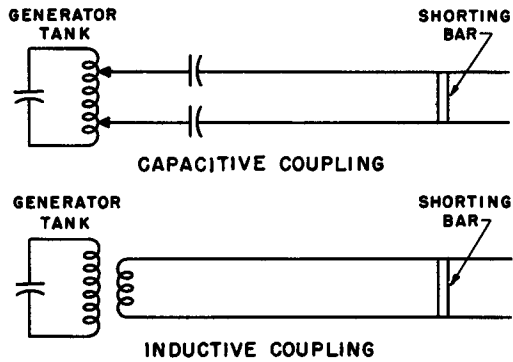 GENERATOR
TANK
SHORTING
BAR
CAPACITIVE COUPLING
GENERATOR
TANK
SHORTING
BAR
INDUCTIVE COUPLING